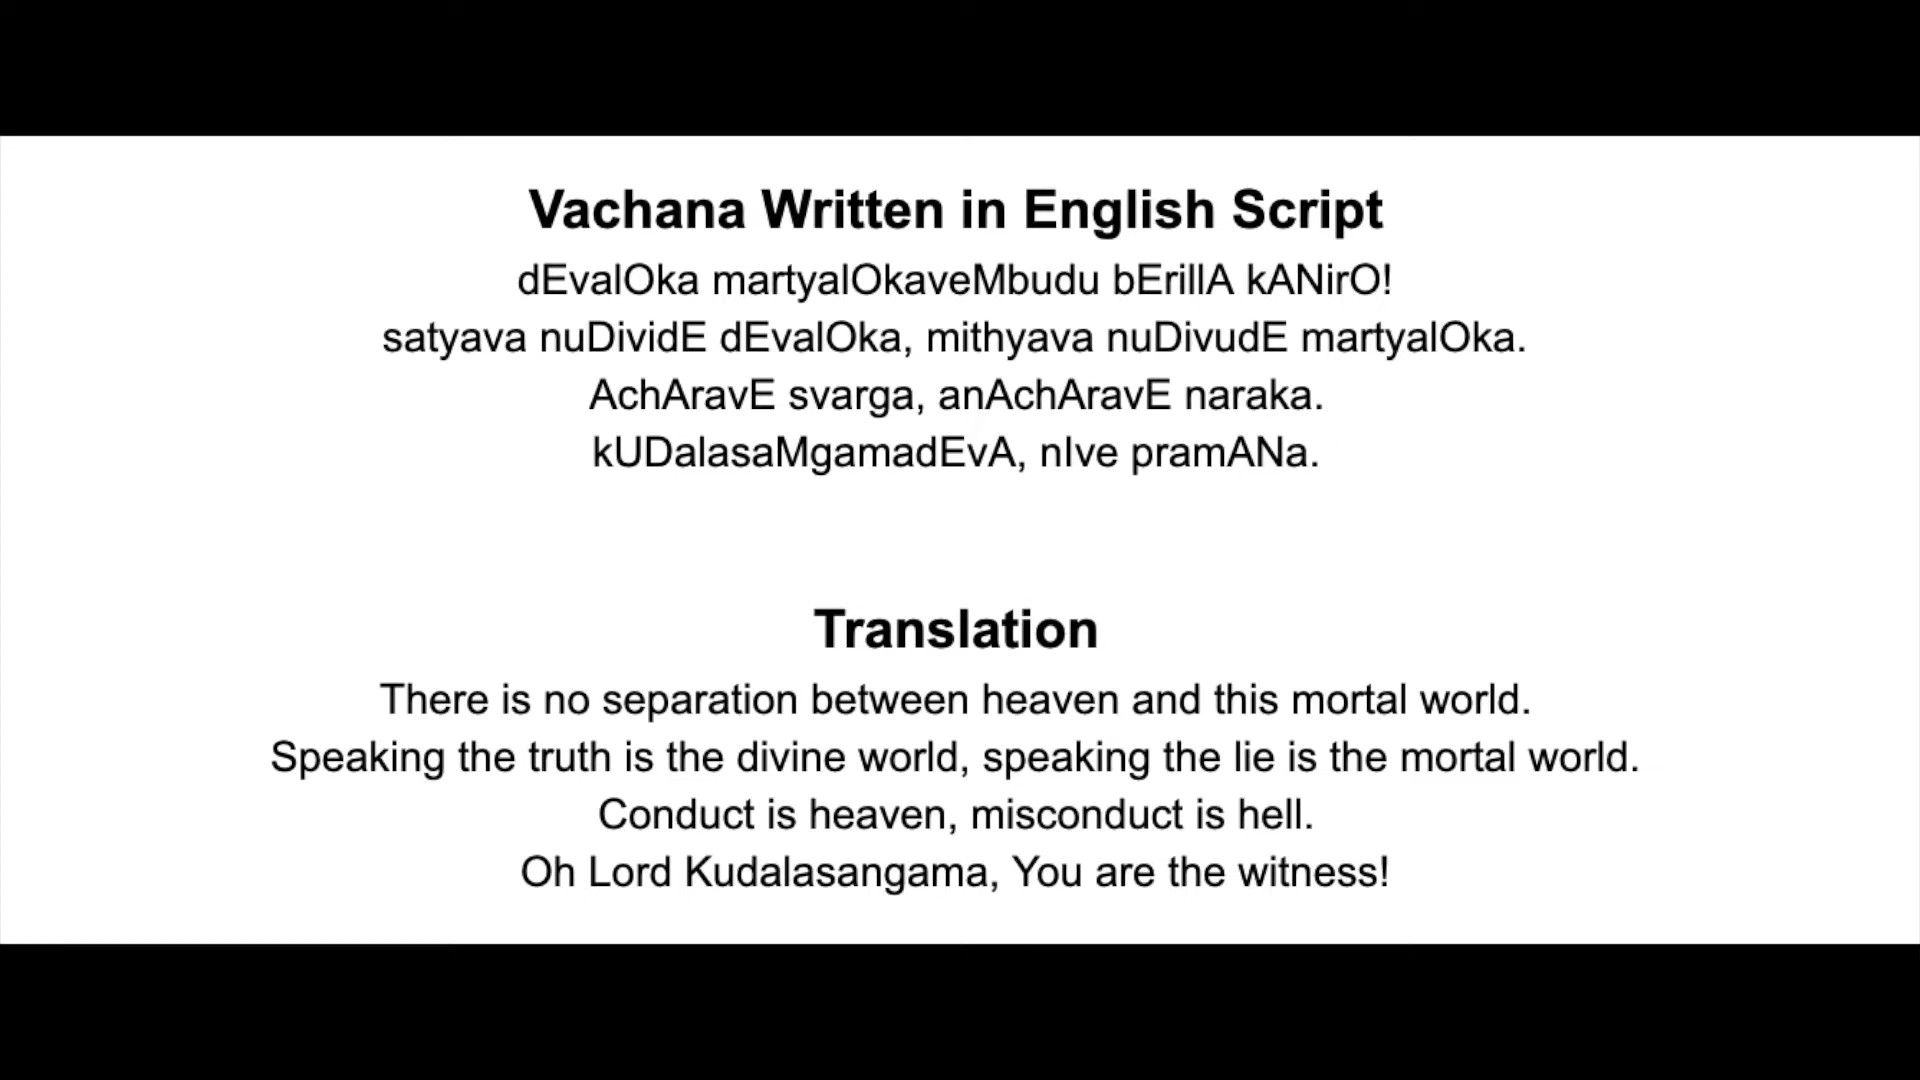 Vachana Written in English Script
dEvalOka martyalOkaveMbudu bErillA kANirO!
satyava nuDividE dEvalOka, mithyava nuDivudE martyalOka.
AchAravE svarga, anAchAravE naraka.
kUDalasaMgamadEvA, nIve pramANa.
Translation
There is no separation between heaven and this mortal world.
Speaking the truth is the divine world, speaking the lie is the mortal world.
Conduct is heaven, misconduct is hell.
Oh Lord Kudalasangama, You are the witness!